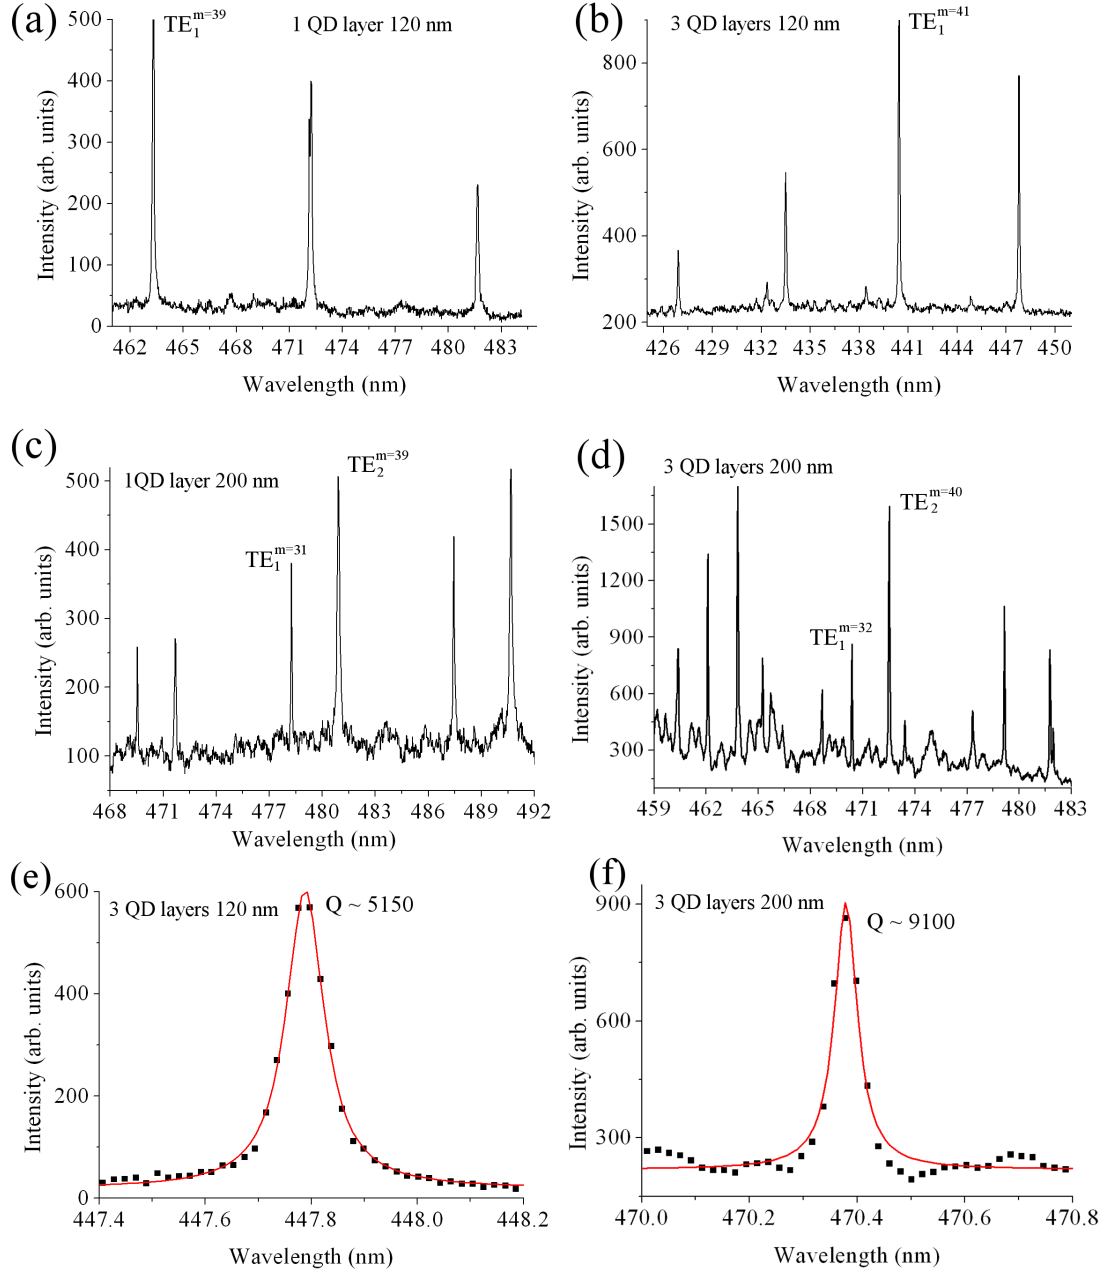 (a)
TE₁ᵐ⁼³⁹
1 QD layer 120 nm
500
400
300
200
100
0
Intensity (arb. units)
462 465 468 471 474 477 480 483
Wavelength (nm)
(b)
3 QD layers 120 nm
TE₁ᵐ⁼⁴¹
800
600
400
200
Intensity (arb. units)
426 429 432 435 438 441 444 447 450
Wavelength (nm)
(c)
1QD layer 200 nm
TE₂ᵐ⁼³⁹
TE₁ᵐ⁼³¹
500
400
300
200
100
Intensity (arb. units)
468 471 474 477 480 483 486 489 492
Wavelength (nm)
(d)
3 QD layers 200 nm
TE₂ᵐ⁼⁴⁰
TE₁ᵐ⁼³²
1500
1200
900
600
300
Intensity (arb. units)
459 462 465 468 471 474 477 480 483
Wavelength (nm)
(e)
3 QD layers 120 nm
Q ~ 5150
600
400
200
0
Intensity (arb. units)
447.4 447.6 447.8 448.0 448.2
Wavelength (nm)
(f)
3 QD layers 200 nm
Q ~ 9100
900
600
300
Intensity (arb. units)
470.0 470.2 470.4 470.6 470.8
Wavelength (nm)